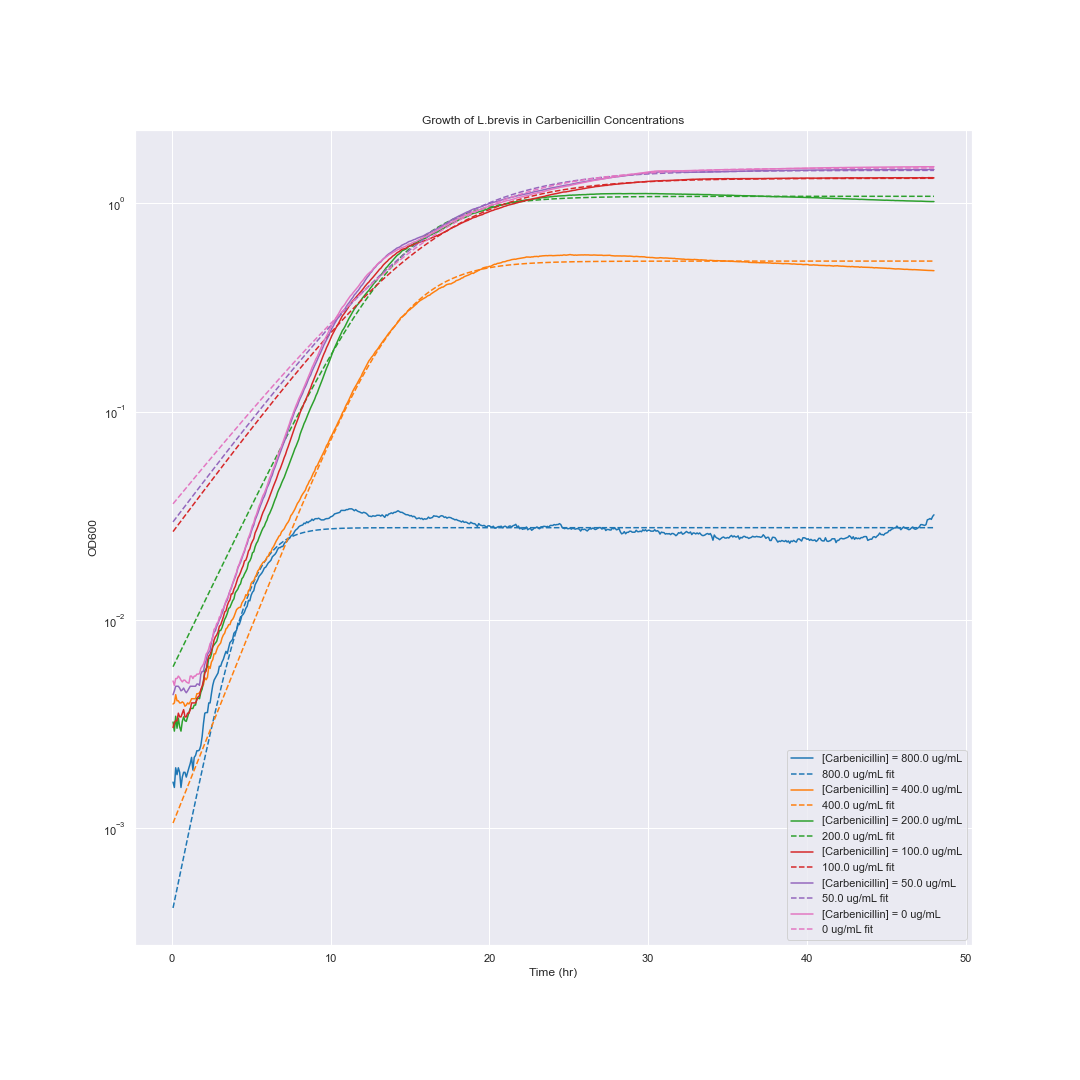 Growth of L.brevis in Carbenicillin Concentrations
OD600
10⁰
10⁻¹
10⁻²
10⁻³
[Carbenicillin] = 800.0 ug/mL
800.0 ug/mL fit
[Carbenicillin] = 400.0 ug/mL
400.0 ug/mL fit
[Carbenicillin] = 200.0 ug/mL
200.0 ug/mL fit
[Carbenicillin] = 100.0 ug/mL
100.0 ug/mL fit
[Carbenicillin] = 50.0 ug/mL
50.0 ug/mL fit
[Carbenicillin] = 0 ug/mL
0 ug/mL fit
0 10 20 30 40 50
Time (hr)